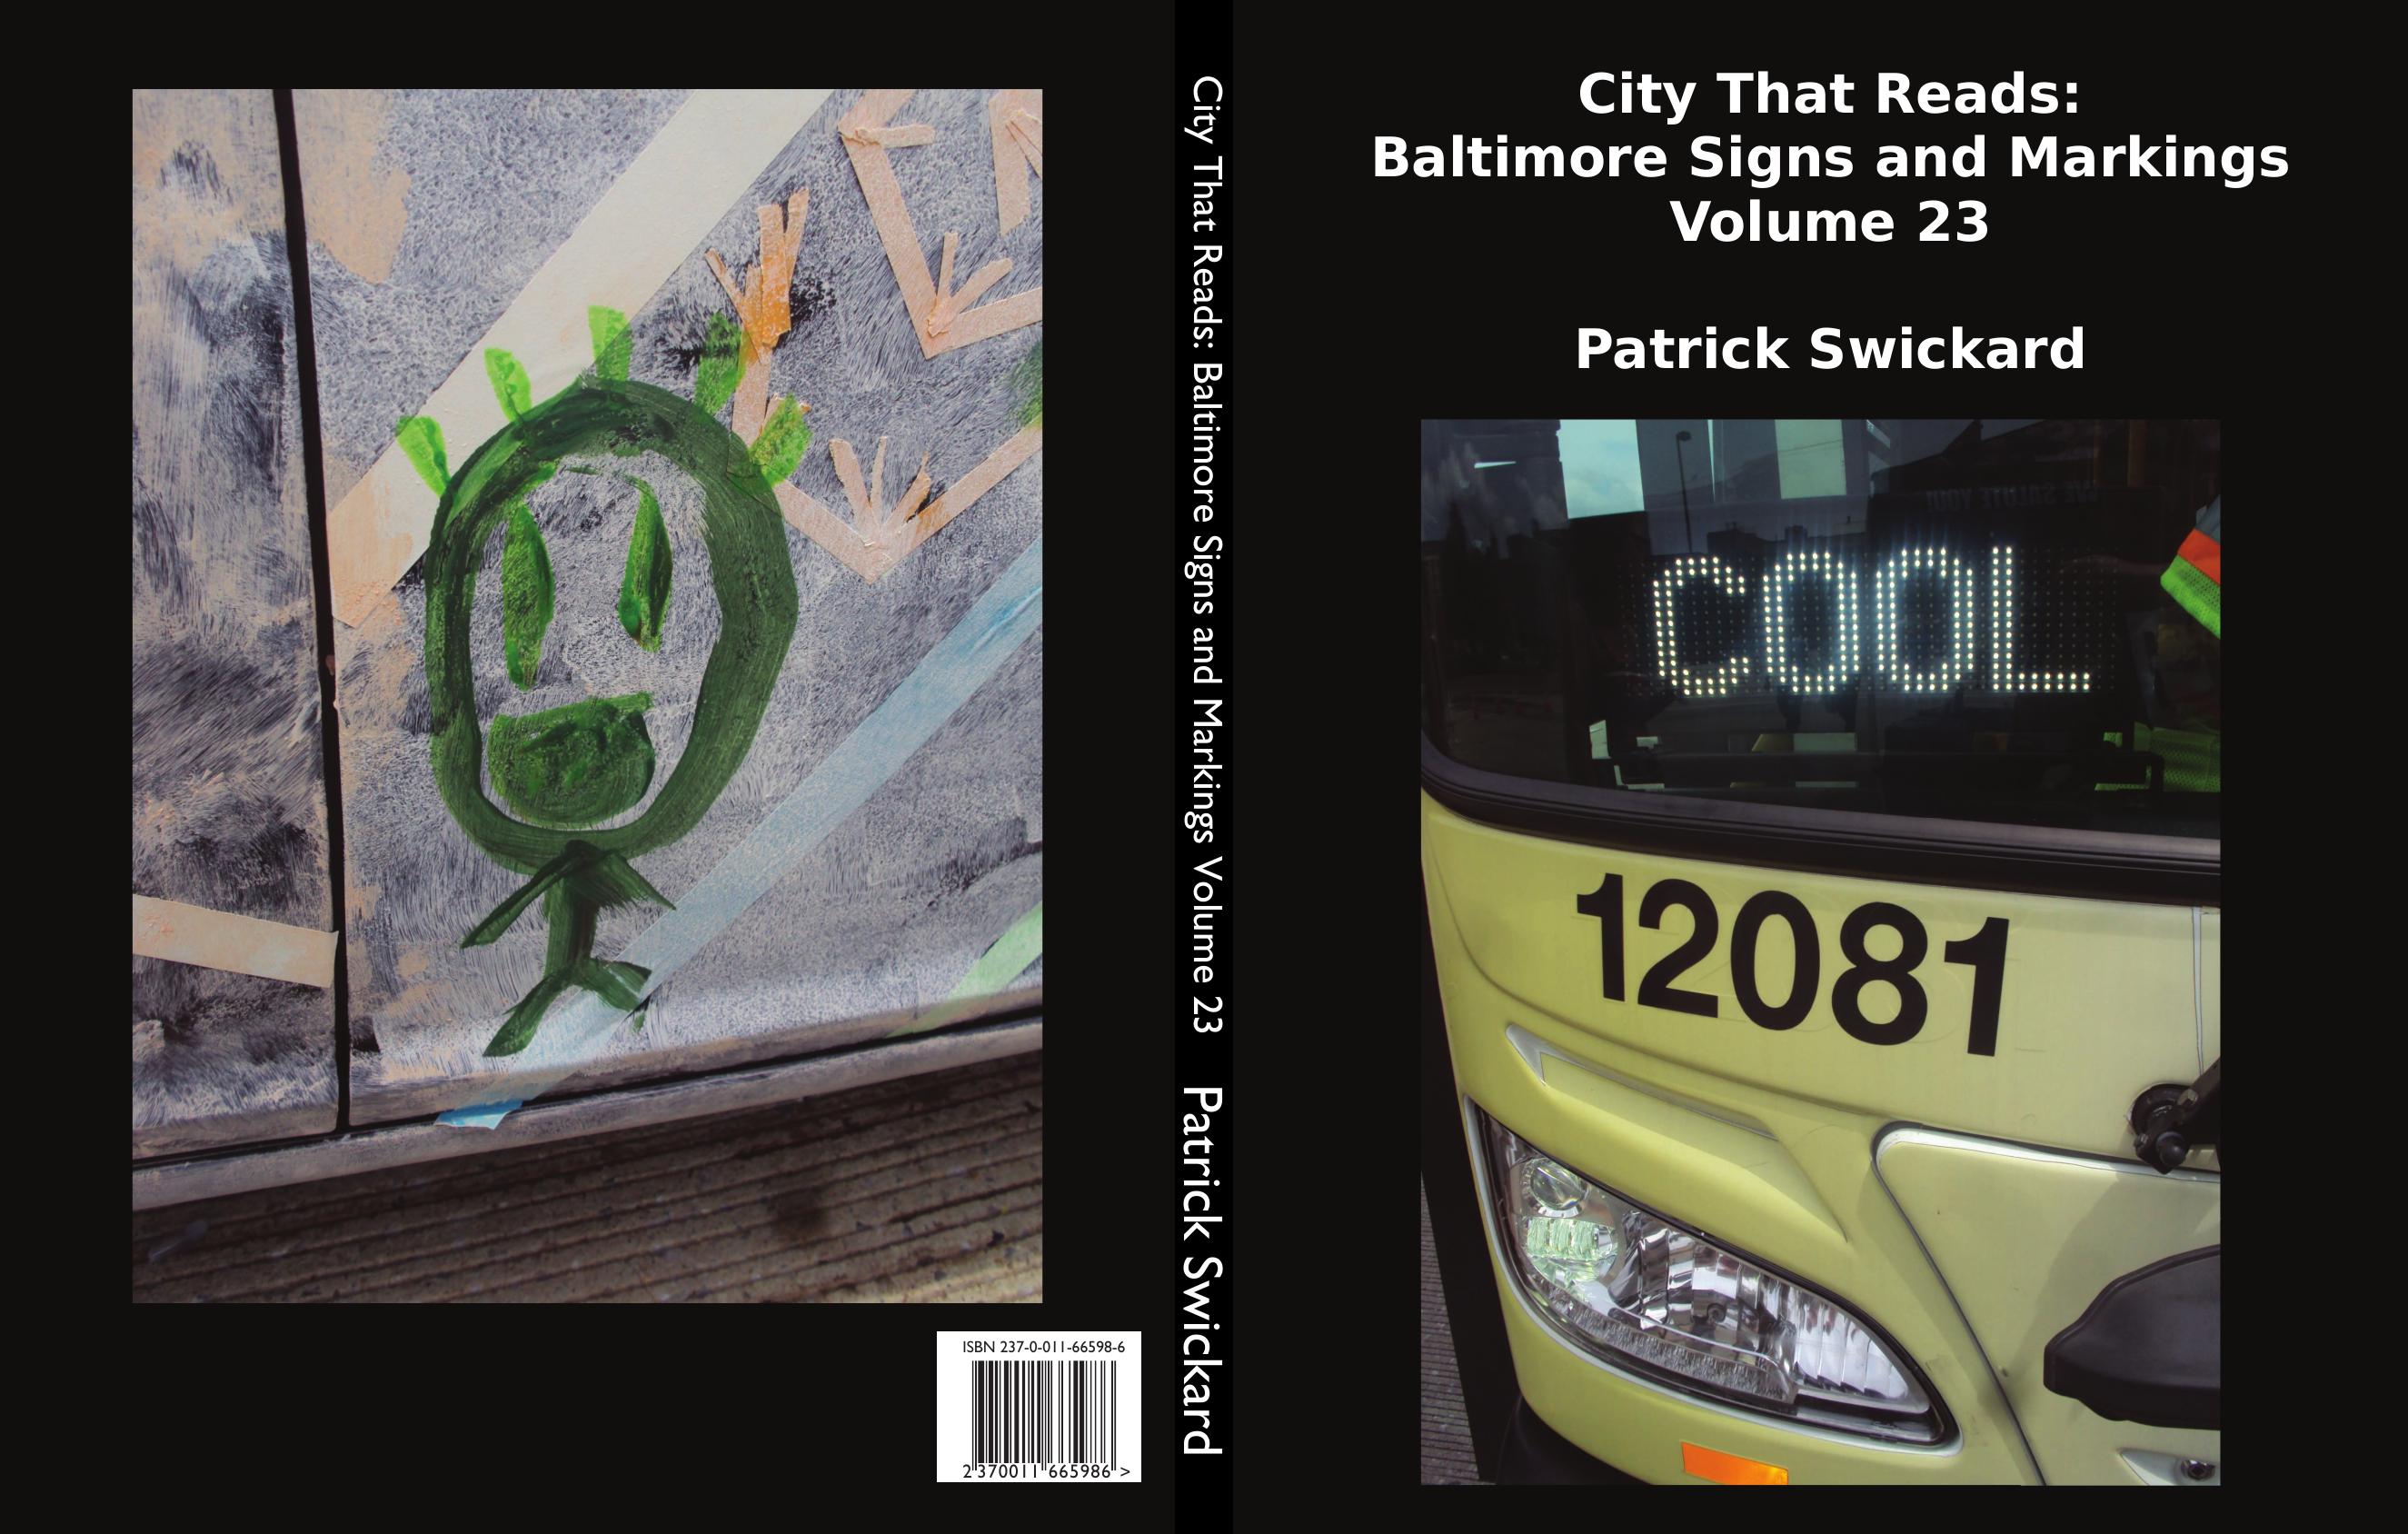 City That Reads:
Baltimore Signs and Markings
Volume 23
Patrick Swickard
COOL
12081
City That Reads: Baltimore Signs and Markings Volume 23 Patrick Swickard
ISBN 237-0-011-66598-6
2 370011 665986 >